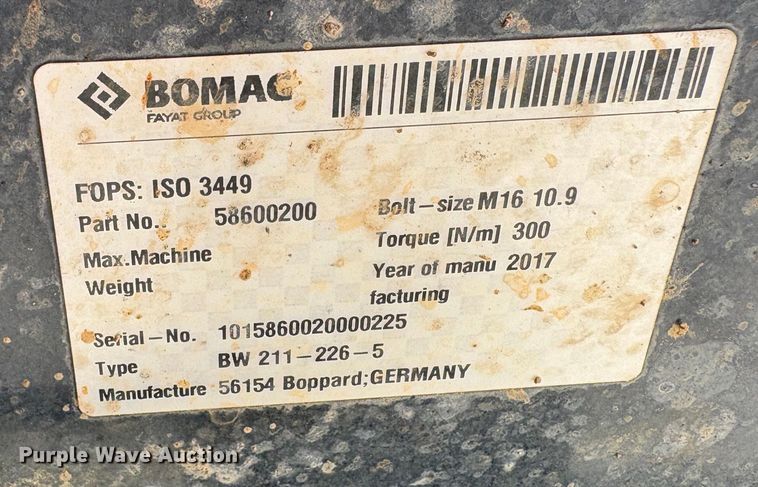 BOMAG
FAYAT GROUP
FOPS: ISO 3449
Part No.: 58600200
Max.Machine
Weight
Bolt-size M16 10.9
Torque [N/m] 300
Year of manu 2017
facturing
Serial-No. 1015860020000225
Type BW 211-226-5
Manufacture 56154 Boppard;GERMANY
Purple Wave Auction